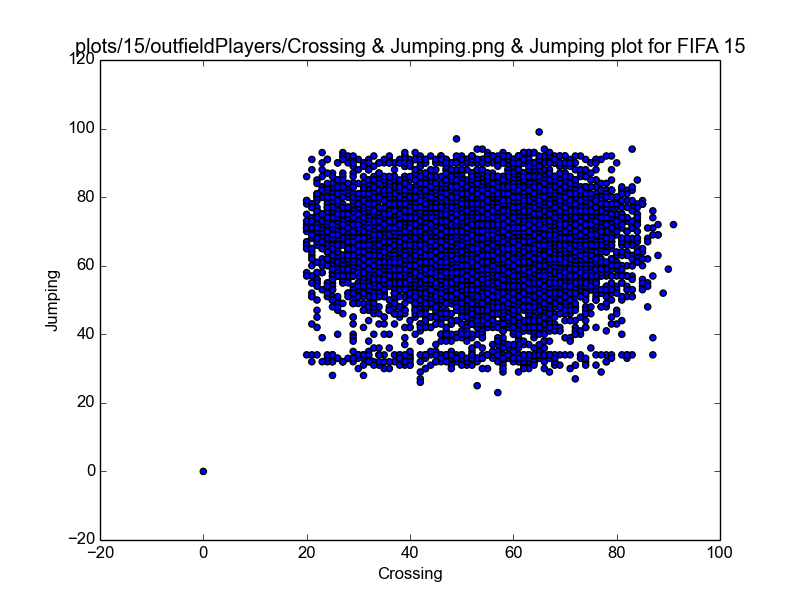 plots/15/outfieldPlayers/Crossing & Jumping.png & Jumping plot for FIFA 15
120
100
80
60
40
20
0
−20
Jumping
−20 0 20 40 60 80 100
Crossing